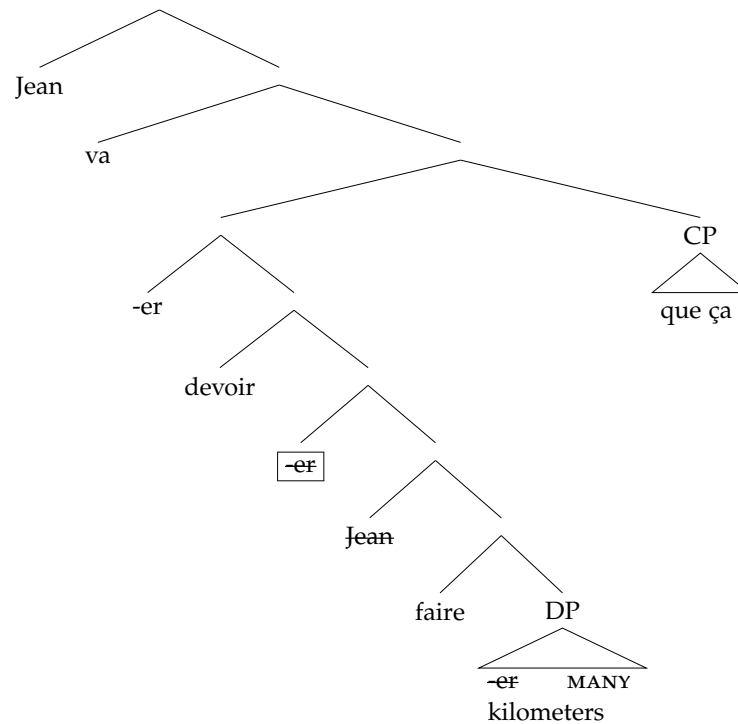 Jean
va
CP
-er
que ça
devoir
-er
Jean
faire
DP
-er MANY
kilometers